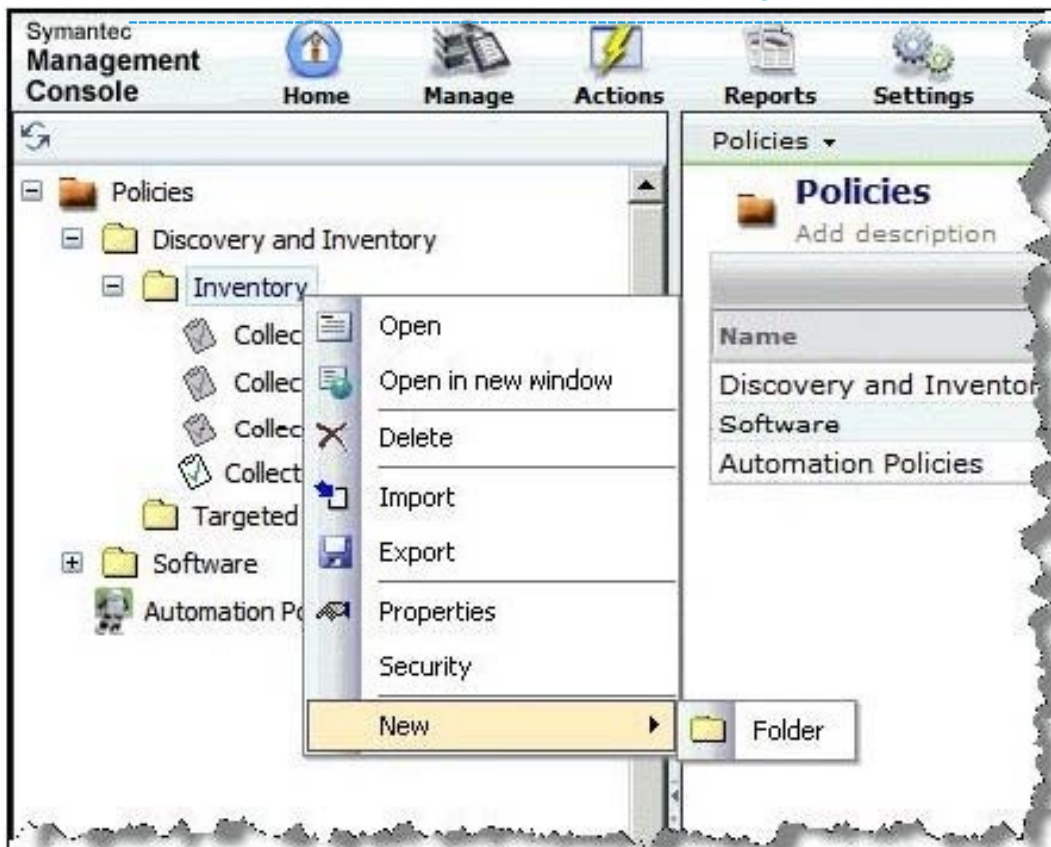 Symantec
Management
Console
Home
Manage
Actions
Reports
Settings
Policies
Discovery and Inventory
Inventory
Collec
Collec
Collec
Collect
Targeted
Software
Automation Po
Open
Open in new window
Delete
Import
Export
Properties
Security
New
Folder
Policies
Policies
Add description
Name
Discovery and Inventor
Software
Automation Policies